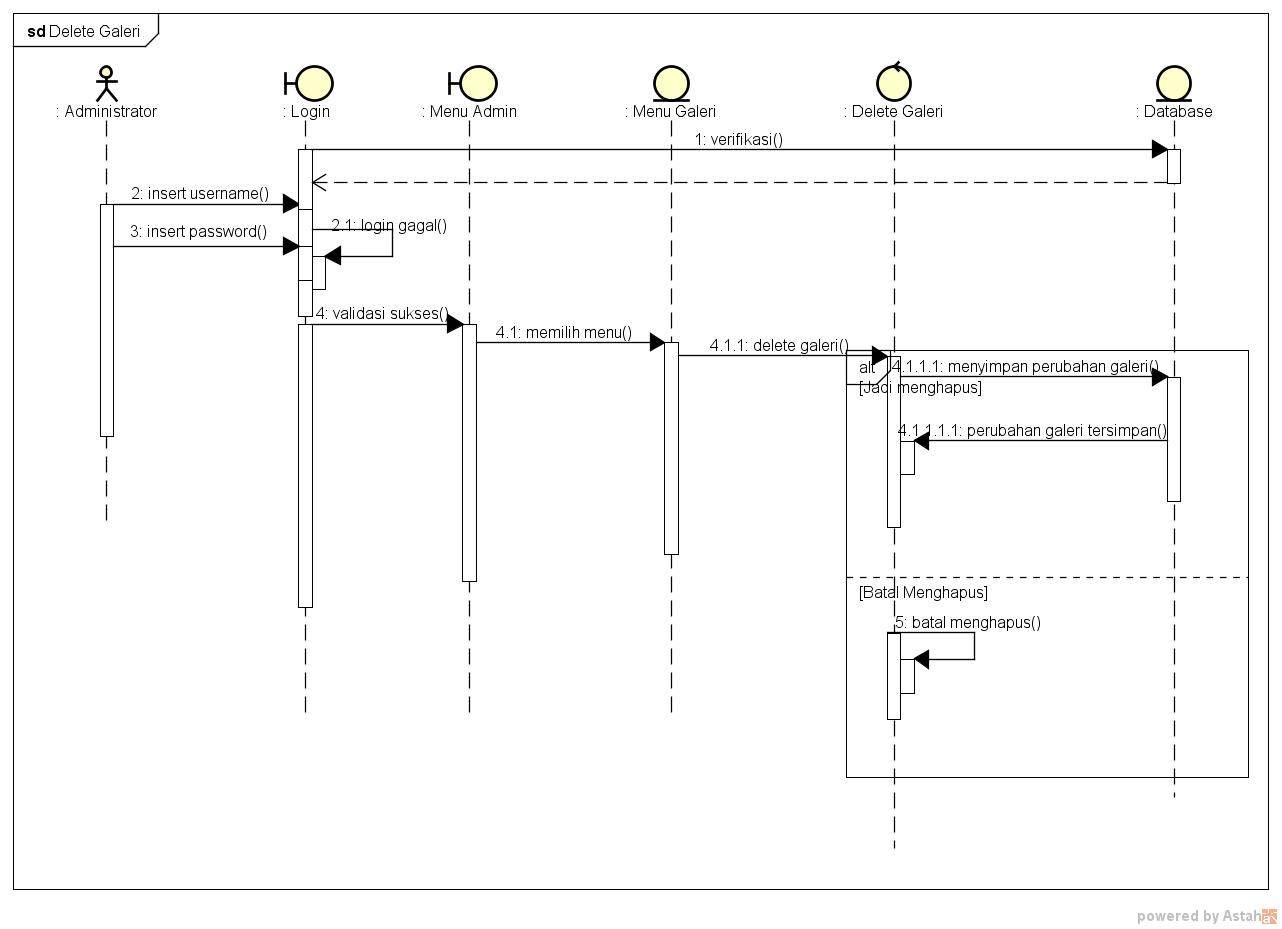 sd Delete Galeri
: Administrator
: Login
: Menu Admin
: Menu Galeri
: Delete Galeri
: Database
1: verifikasi()
2: insert username()
2.1: login gagal()
3: insert password()
4: validasi sukses()
4.1: memilih menu()
4.1.1: delete galeri()
alt
4.1.1.1: menyimpan perubahan galeri()
[Jadi menghapus]
4.1.1.1.1: perubahan galeri tersimpan()
[Batal Menghapus]
5: batal menghapus()
powered by Astah